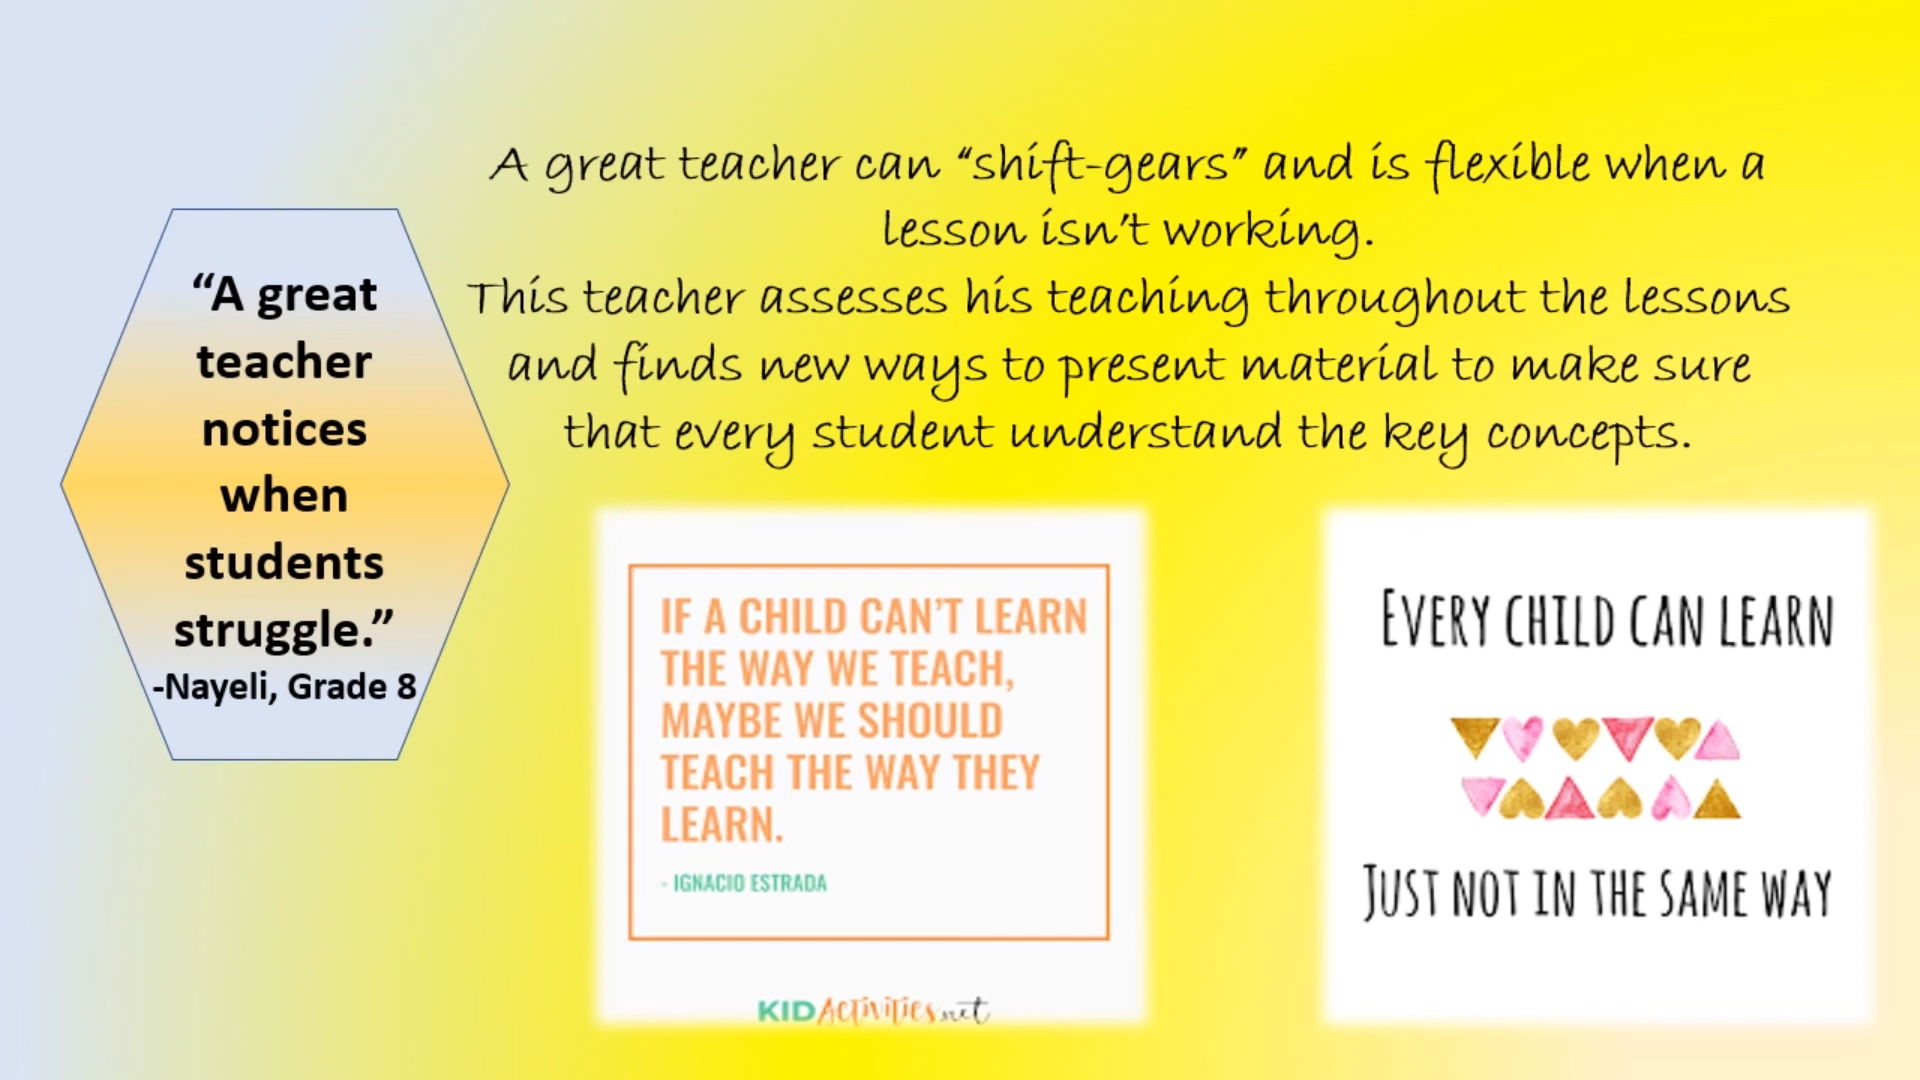 “A great
teacher
notices
when
students
struggle.”
-Nayeli, Grade 8
A great teacher can “shift-gears” and is flexible when a
lesson isn’t working.
This teacher assesses his teaching throughout the lessons
and finds new ways to present material to make sure
that every student understand the key concepts.
IF A CHILD CAN’T LEARN
THE WAY WE TEACH,
MAYBE WE SHOULD
TEACH THE WAY THEY
LEARN.
- IGNACIO ESTRADA
KIDActivities.net
EVERY CHILD CAN LEARN
JUST NOT IN THE SAME WAY